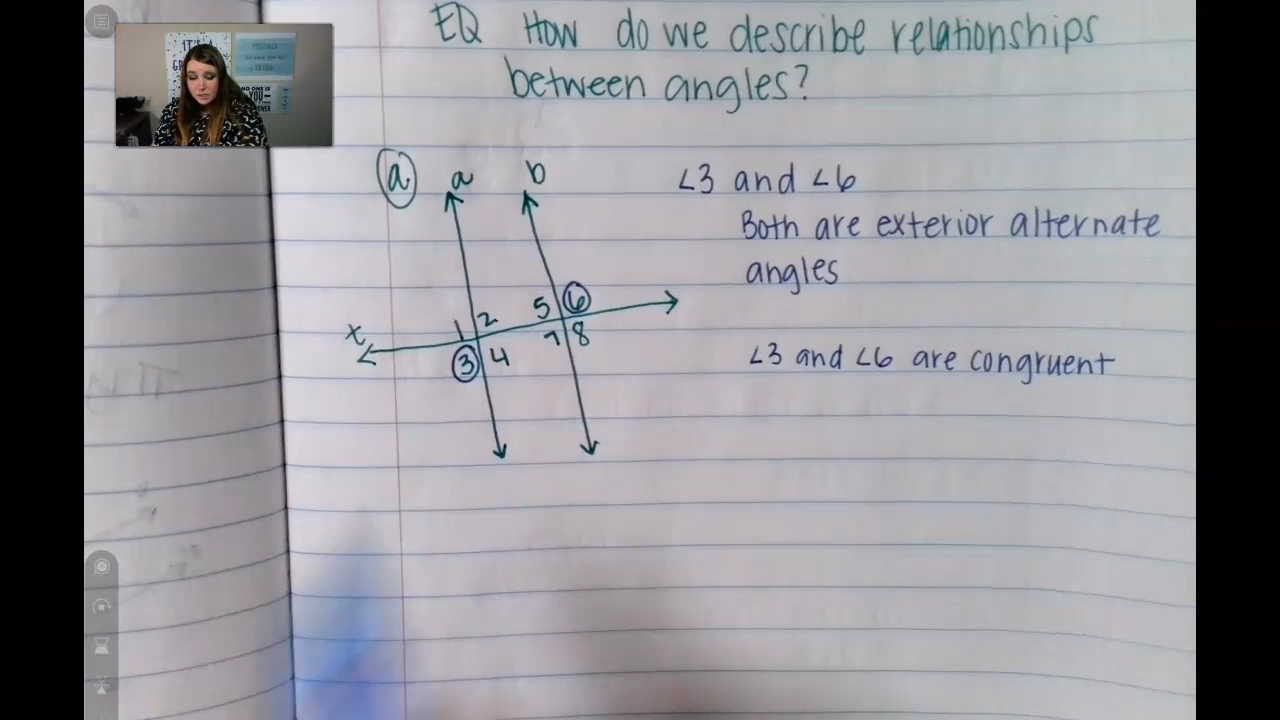 EQ How do we describe relationships
between angles?
a
a b
∠3 and ∠6
Both are exterior alternate
angles
t
1 2 5 6
3 4 7 8
∠3 and ∠6 are congruent